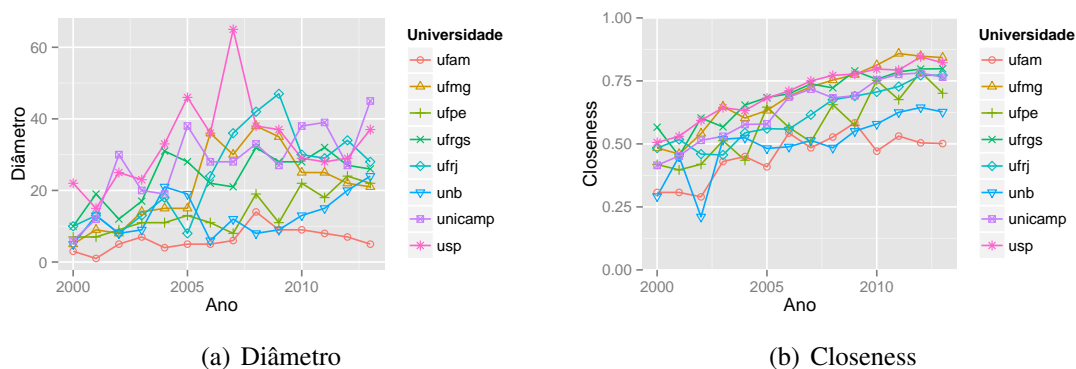 Diâmetro
60
40
20
0
2000
2005
2010
Ano
Universidade
ufam
ufmg
ufpe
ufrgs
ufrj
unb
unicamp
usp
(a) Diâmetro
Closeness
1.00
0.75
0.50
0.25
0.00
2000
2005
2010
Ano
Universidade
ufam
ufmg
ufpe
ufrgs
ufrj
unb
unicamp
usp
(b) Closeness